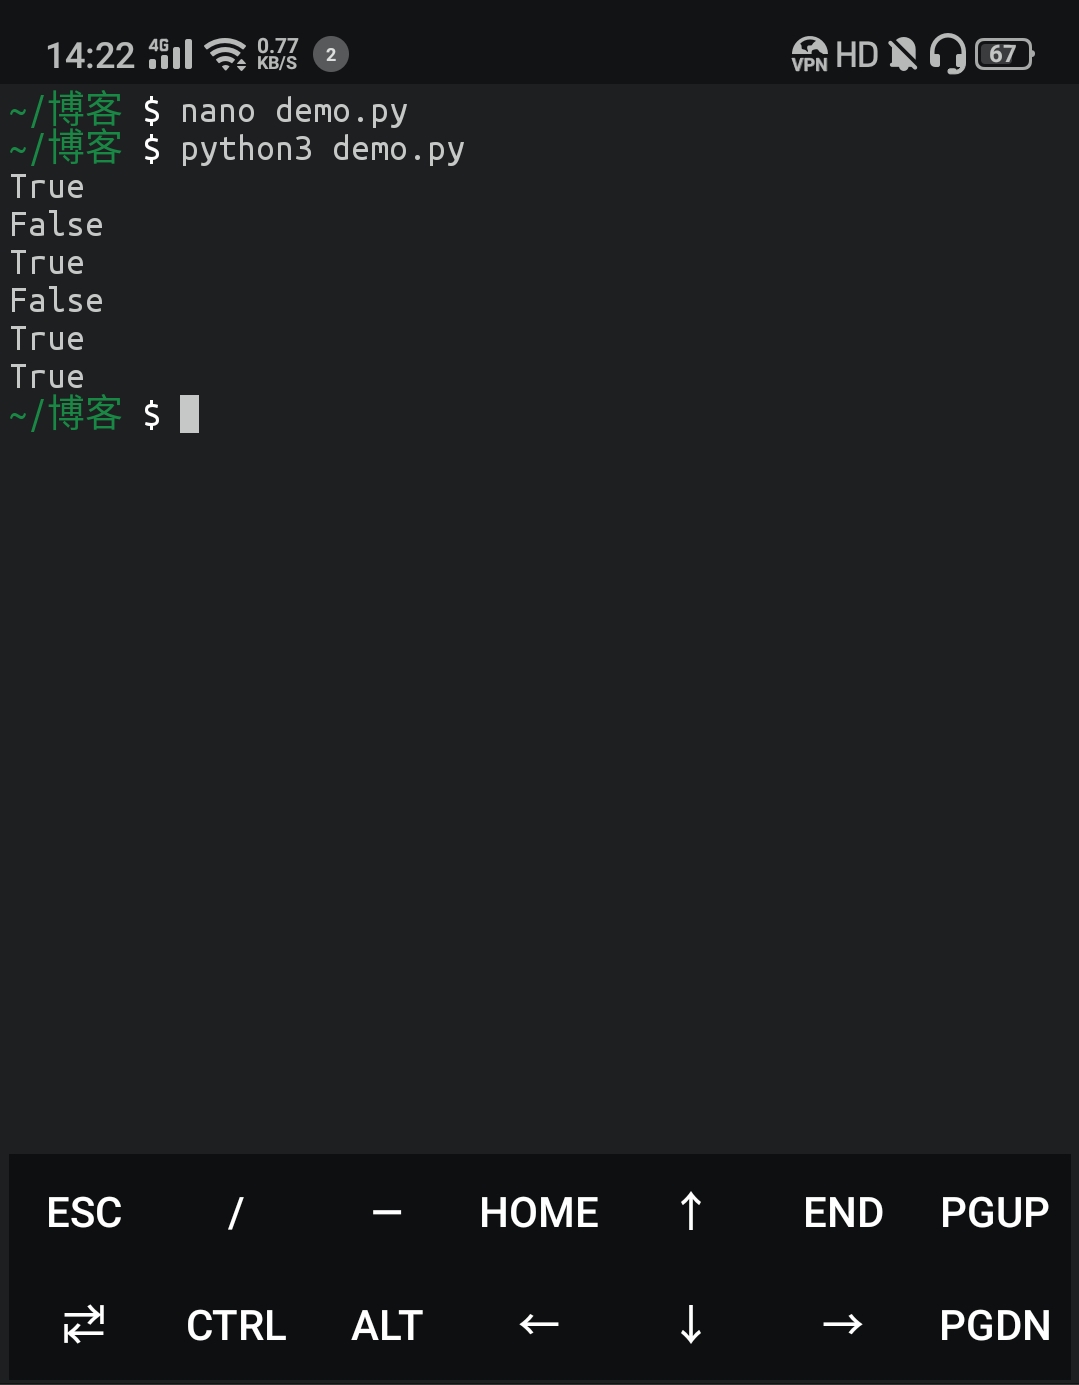 14:22 4G 0.77 KB/S 2 VPN HD 67
~/博客 $ nano demo.py
~/博客 $ python3 demo.py
True
False
True
False
True
True
~/博客 $
ESC / — HOME ↑ END PGUP
⇄ CTRL ALT ← ↓ → PGDN